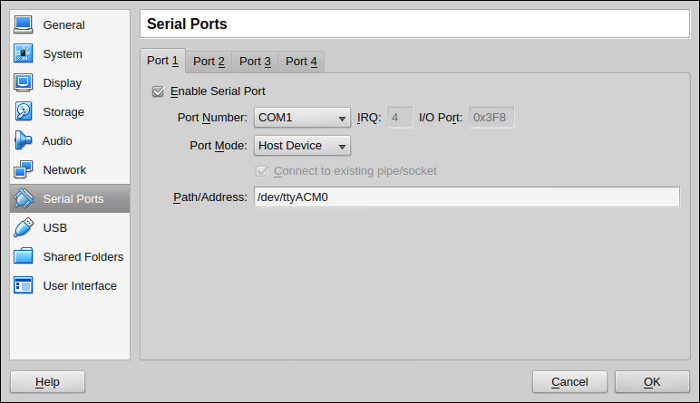 General
System
Display
Storage
Audio
Network
Serial Ports
USB
Shared Folders
User Interface
Serial Ports
Port 1 Port 2 Port 3 Port 4
Enable Serial Port
Port Number: COM1 IRQ: 4 I/O Port: 0x3F8
Port Mode: Host Device
Connect to existing pipe/socket
Path/Address: /dev/ttyACM0
Help Cancel OK